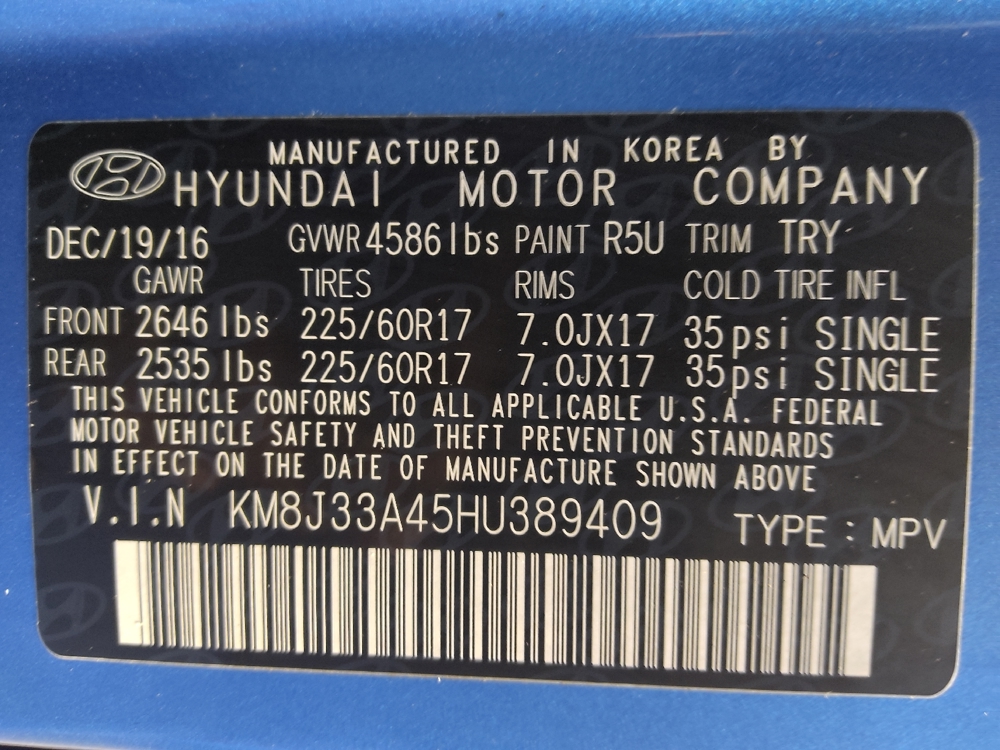 MANUFACTURED IN KOREA BY
HYUNDAI MOTOR COMPANY
DEC/19/16 GVWR 4586 lbs PAINT R5U TRIM TRY
GAWR TIRES RIMS COLD TIRE INFL
FRONT 2646 lbs 225/60R17 7.0JX17 35psi SINGLE
REAR 2535 lbs 225/60R17 7.0JX17 35psi SINGLE
THIS VEHICLE CONFORMS TO ALL APPLICABLE U.S.A. FEDERAL
MOTOR VEHICLE SAFETY AND THEFT PREVENTION STANDARDS
IN EFFECT ON THE DATE OF MANUFACTURE SHOWN ABOVE
V.I.N KM8J33A45HU389409 TYPE : MPV